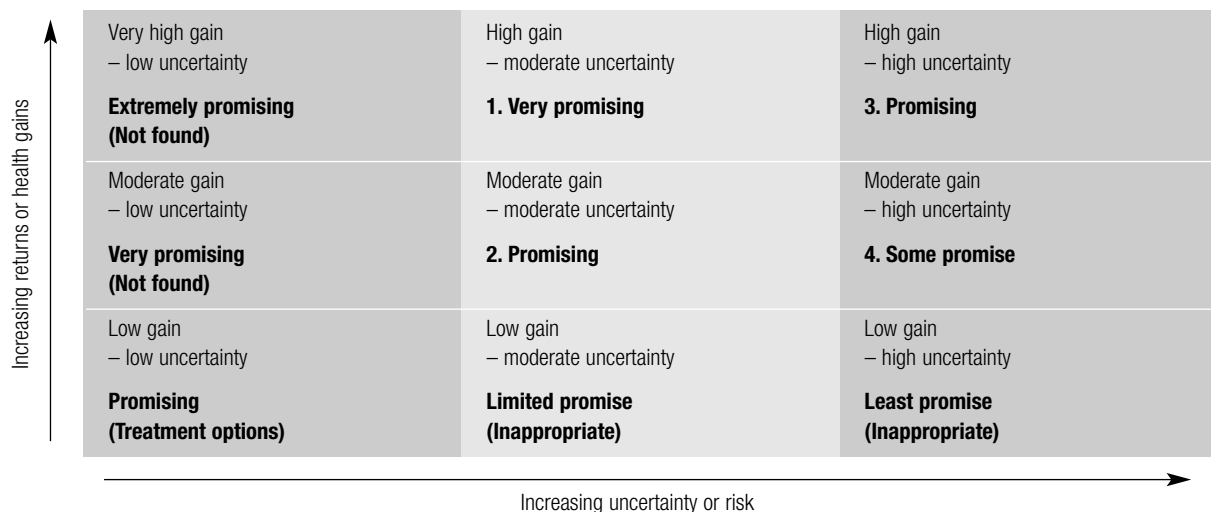 Increasing returns or health gains
Very high gain
– low uncertainty
Extremely promising
(Not found)
High gain
– moderate uncertainty
1. Very promising
High gain
– high uncertainty
3. Promising
Moderate gain
– low uncertainty
Very promising
(Not found)
Moderate gain
– moderate uncertainty
2. Promising
Moderate gain
– high uncertainty
4. Some promise
Low gain
– low uncertainty
Promising
(Treatment options)
Low gain
– moderate uncertainty
Limited promise
(Inappropriate)
Low gain
– high uncertainty
Least promise
(Inappropriate)
Increasing uncertainty or risk